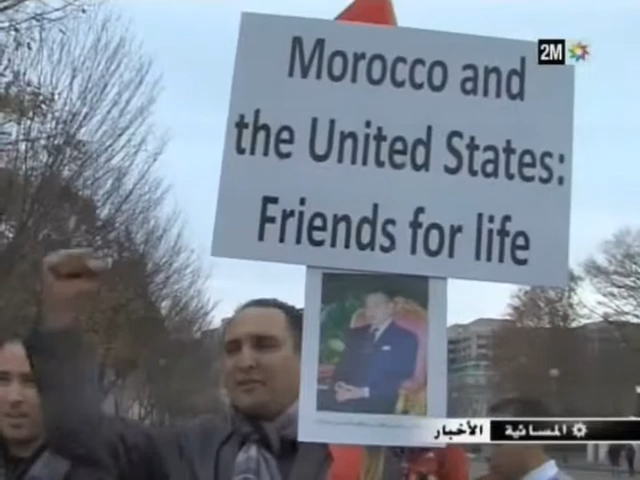 Morocco and
the United States:
Friends for life
2M
المسائية الأخبار